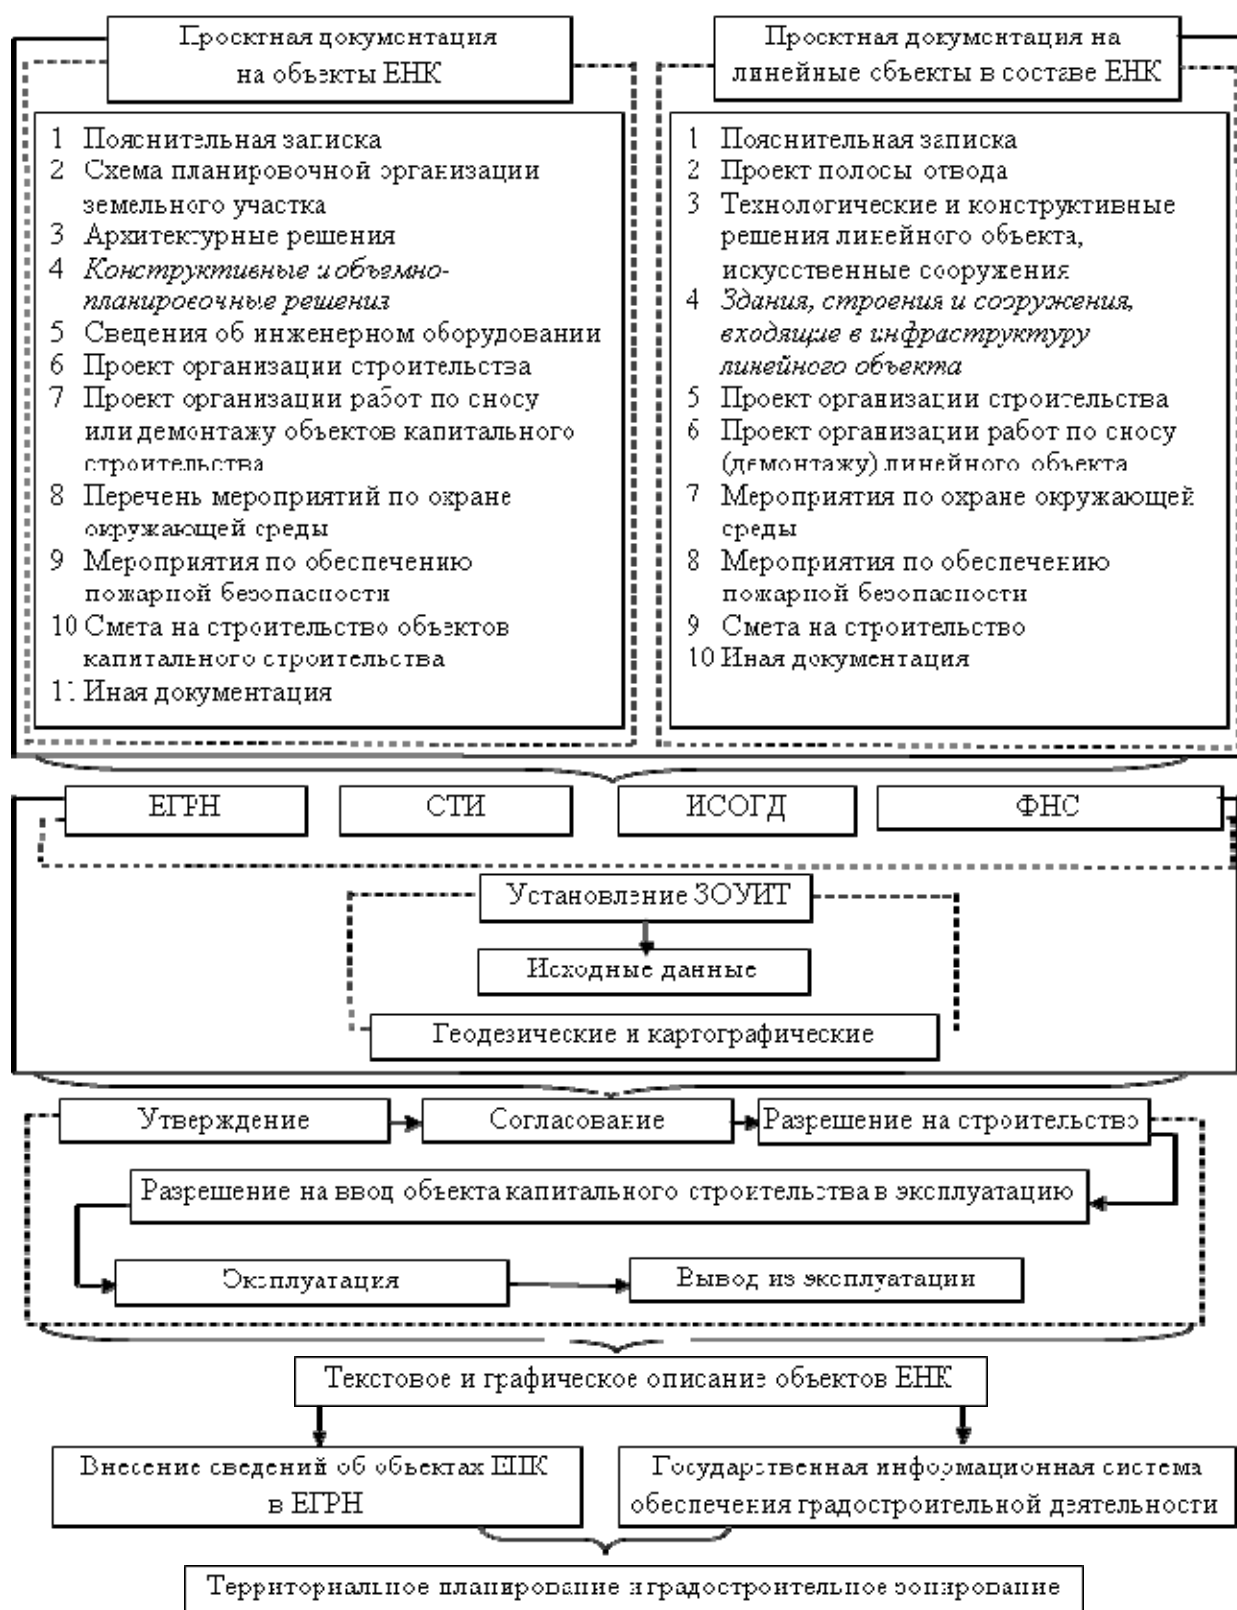 Проектная документация
на объекты ЕНК
1 Пояснительная записка
2 Схема планировочной организации
земельного участка
3 Архитектурные решения
4 Конструктивные и объемно-
планировочные решения
5 Сведения об инженерном оборудовании
6 Проект организации строительства
7 Проект организации работ по сносу
или демонтажу объектов капитального
строительства
8 Перечень мероприятий по охране
окружающей среды
9 Мероприятия по обеспечению
пожарной безопасности
10 Смета на строительство объектов
капитального строительства
11 Иная документация
Проектная документация на
линейные объекты в составе ЕНК
1 Пояснительная записка
2 Проект полосы отвода
3 Технологические и конструктивные
решения линейного объекта,
искусственные сооружения
4 Здания, строения и сооружения,
входящие в инфраструктуру
линейного объекта
5 Проект организации строительства
6 Проект организации работ по сносу
(демонтажу) линейного объекта
7 Мероприятия по охране окружающей
среды
8 Мероприятия по обеспечению
пожарной безопасности
9 Смета на строительство
10 Иная документация
ЕГРН
СТИ
ИСОГД
ФНС
Установление ЗОУИТ
Исходные данные
Геодезические и картографические
Утверждение
Согласование
Разрешение на строительство
Разрешение на ввод объекта капитального строительства в эксплуатацию
Эксплуатация
Вывод из эксплуатации
Текстовое и графическое описание объектов ЕНК
Внесение сведений об объектах ЕНК
в ЕГРН
Государственная информационная система
обеспечения градостроительной деятельности
Территориальное планирование и градостроительное зонирование